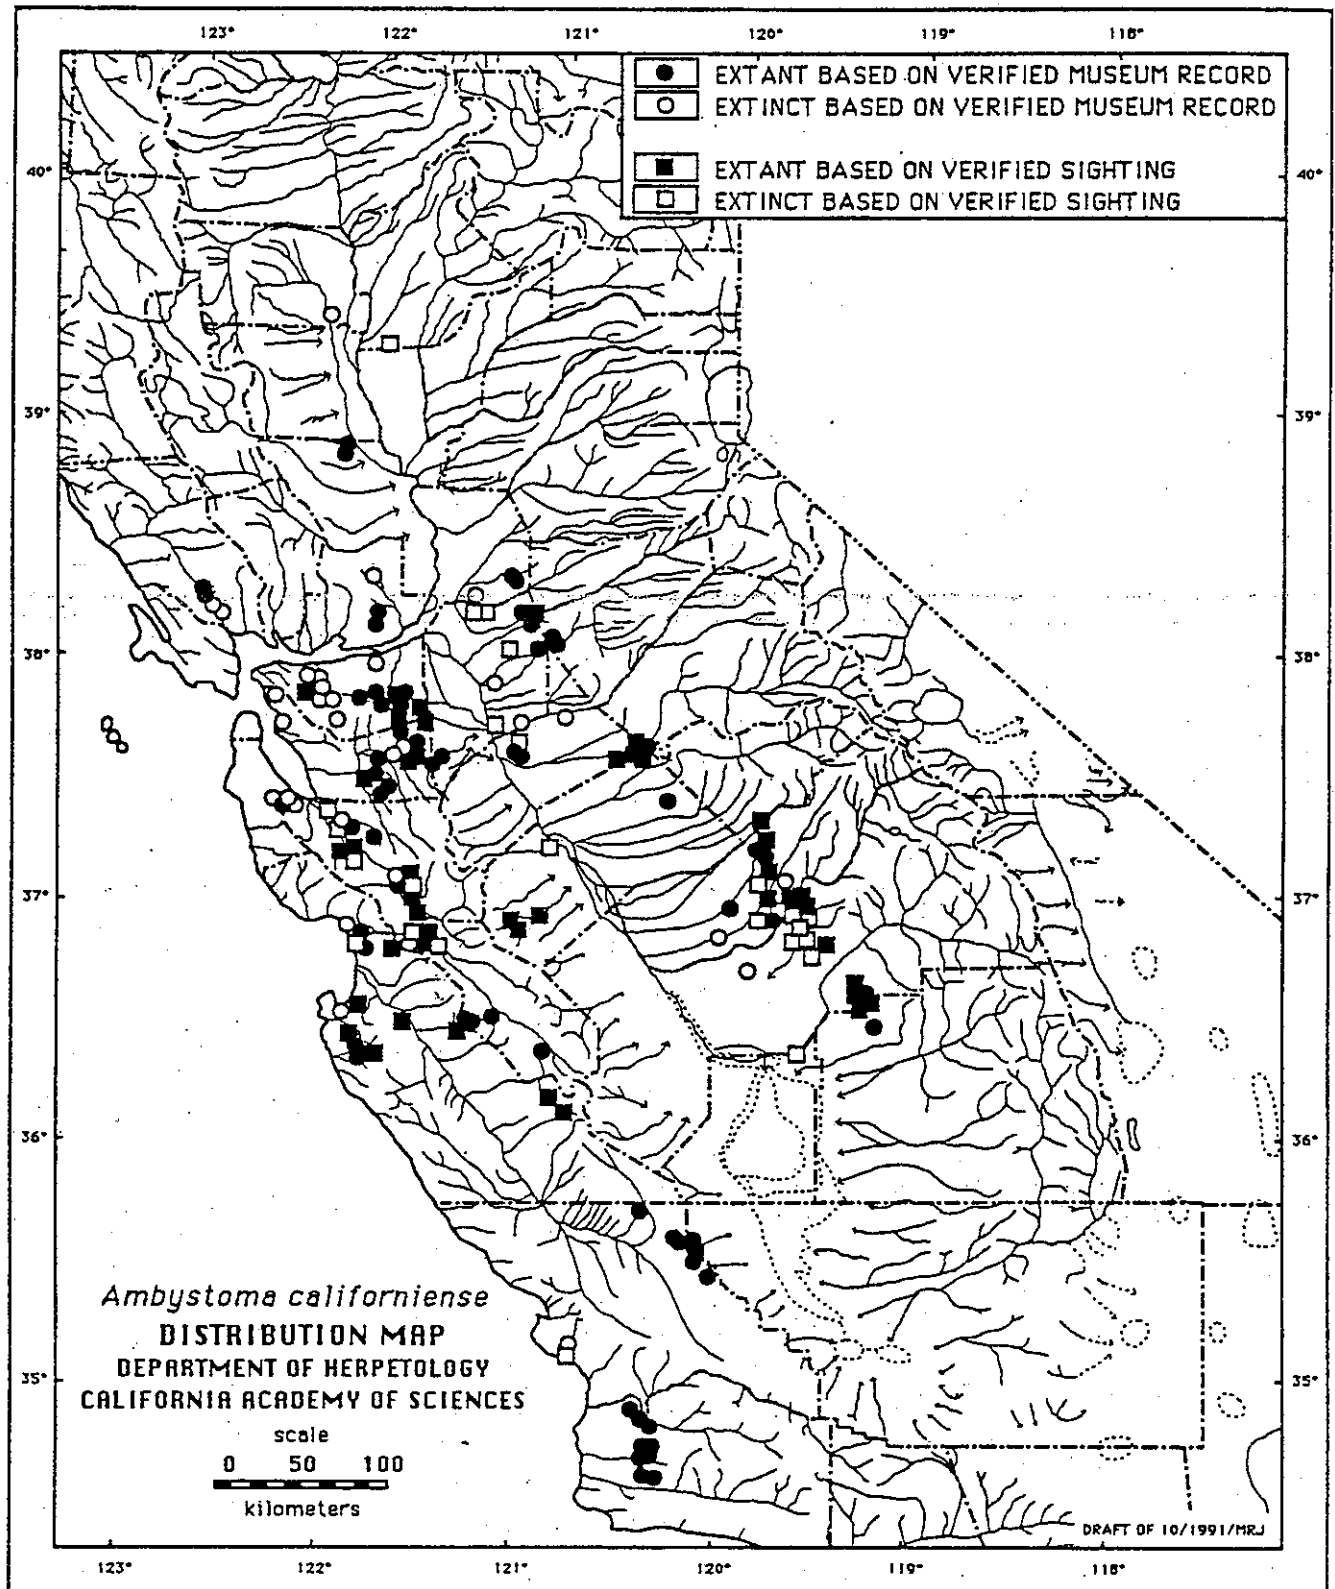 123° 122° 121° 120° 119° 118°
EXTANT BASED ON VERIFIED MUSEUM RECORD
EXTINCT BASED ON VERIFIED MUSEUM RECORD
EXTANT BASED ON VERIFIED SIGHTING
EXTINCT BASED ON VERIFIED SIGHTING
40° 40°
39° 39°
38° 38°
37° 37°
36° 36°
35° 35°
Ambystoma californiense
DISTRIBUTION MAP
DEPARTMENT OF HERPETOLOGY
CALIFORNIA ACADEMY OF SCIENCES
scale
0 50 100
kilometers
DRAFT OF 10/1991/MRJ
123° 122° 121° 120° 119° 118°